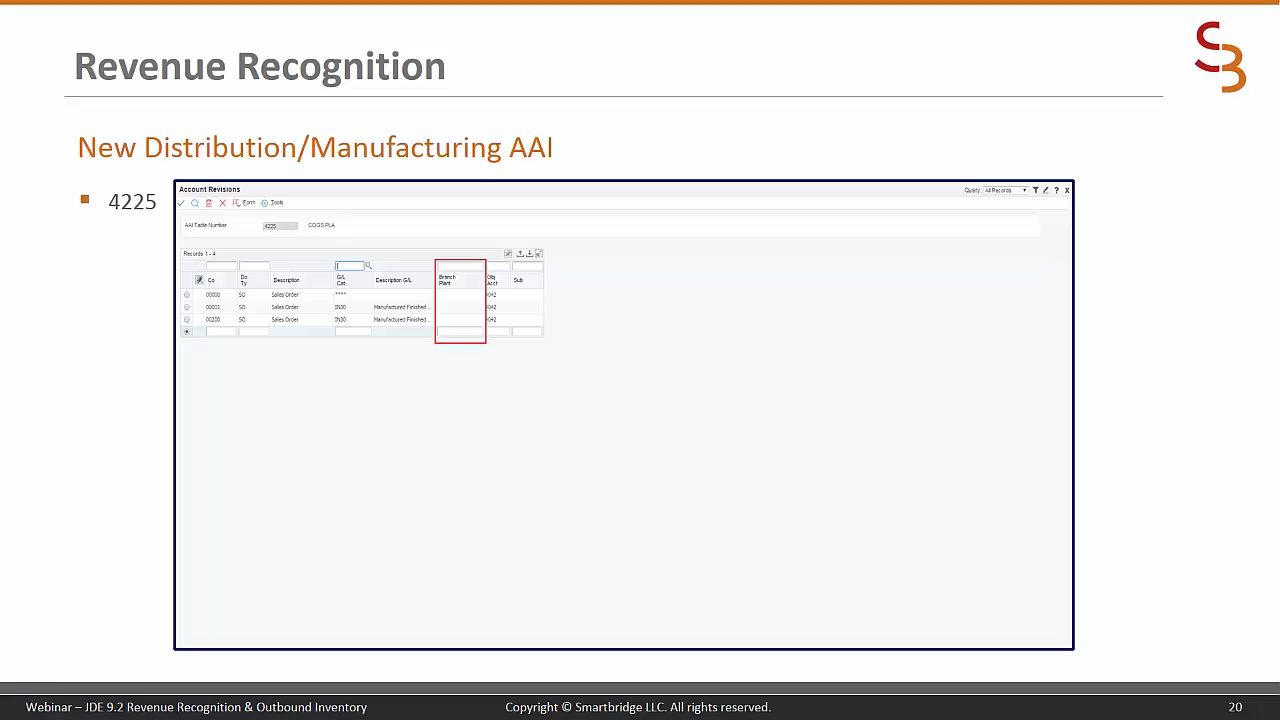 Revenue Recognition
New Distribution/Manufacturing AAI
4225
Account Revisions
Query: All Records
Form Tools
AAI Table Number 4225 COGS PLA
Records 1 - 4
Co Do Ty Description G/L Cat Description G/L Branch Plant Obj Acct Sub
00000 SO Sales Order ****
00001 SO Sales Order IN30 Manufactured Finished ...
00200 SO Sales Order IN30 Manufactured Finished ...
Webinar – JDE 9.2 Revenue Recognition & Outbound Inventory
Copyright © Smartbridge LLC. All rights reserved.
20